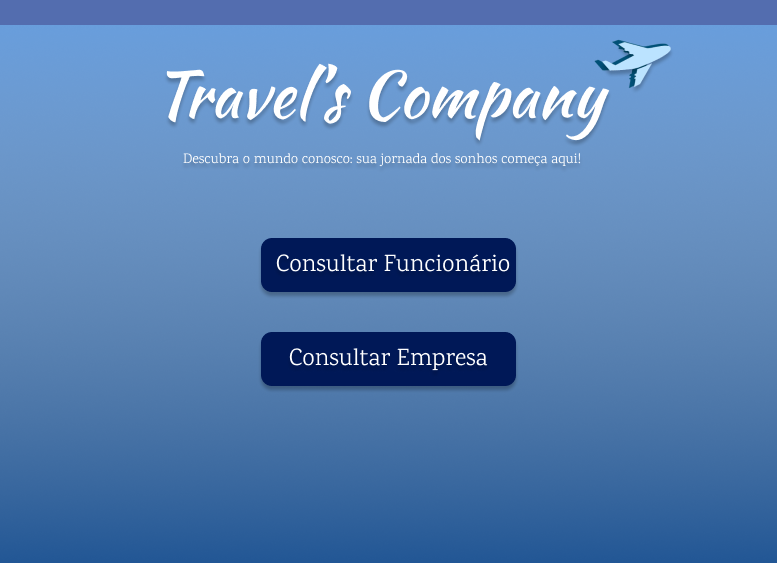 Travel's Company
Descubra o mundo conosco: sua jornada dos sonhos começa aqui!
Consultar Funcionário
Consultar Empresa